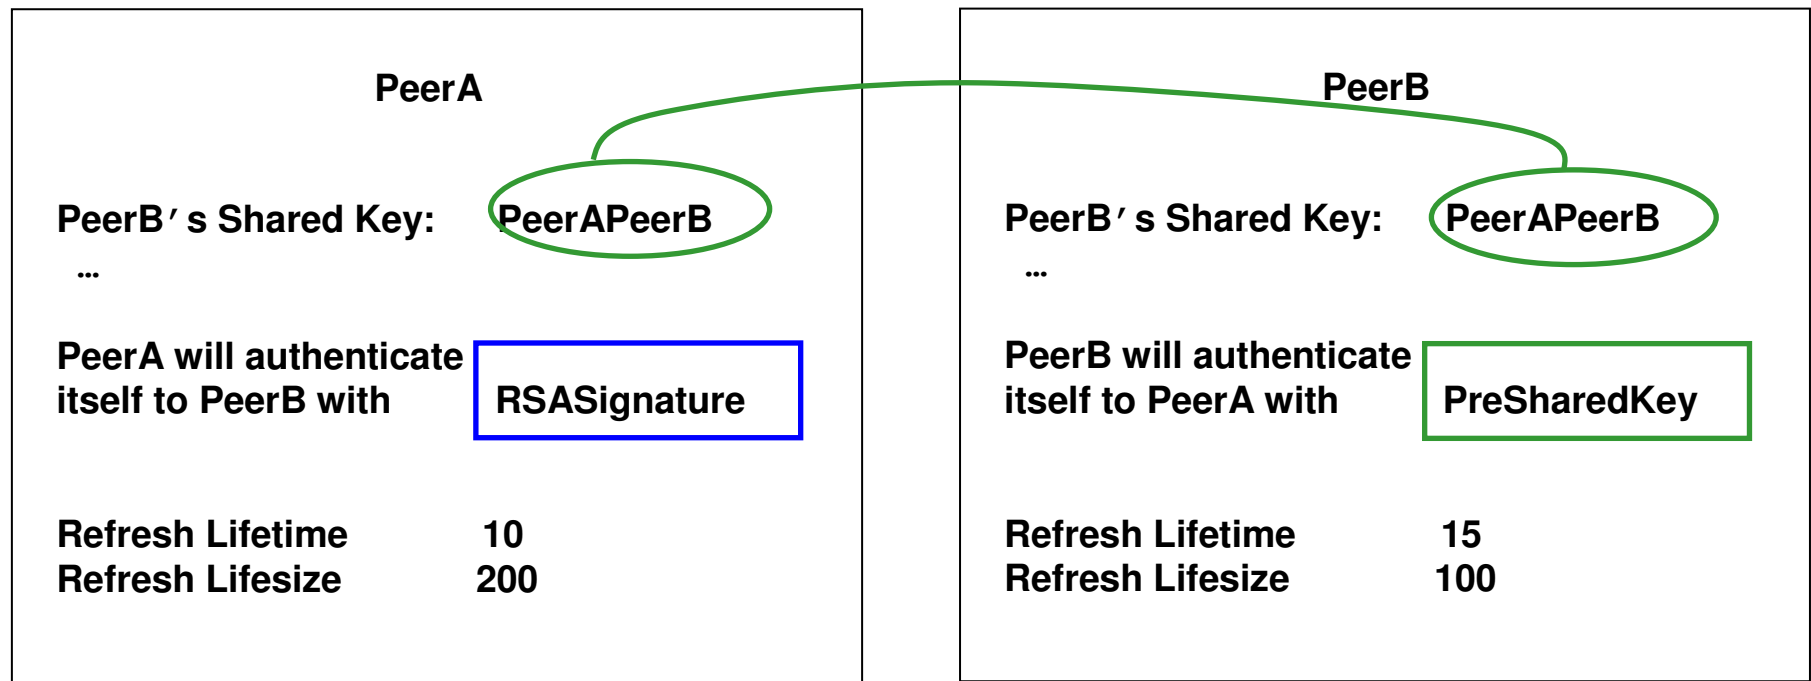 PeerA
PeerB′s Shared Key: PeerAPeerB
…
PeerA will authenticate
itself to PeerB with RSASignature
Refresh Lifetime 10
Refresh Lifesize 200
PeerB
PeerB′s Shared Key: PeerAPeerB
…
PeerB will authenticate
itself to PeerA with PreSharedKey
Refresh Lifetime 15
Refresh Lifesize 100